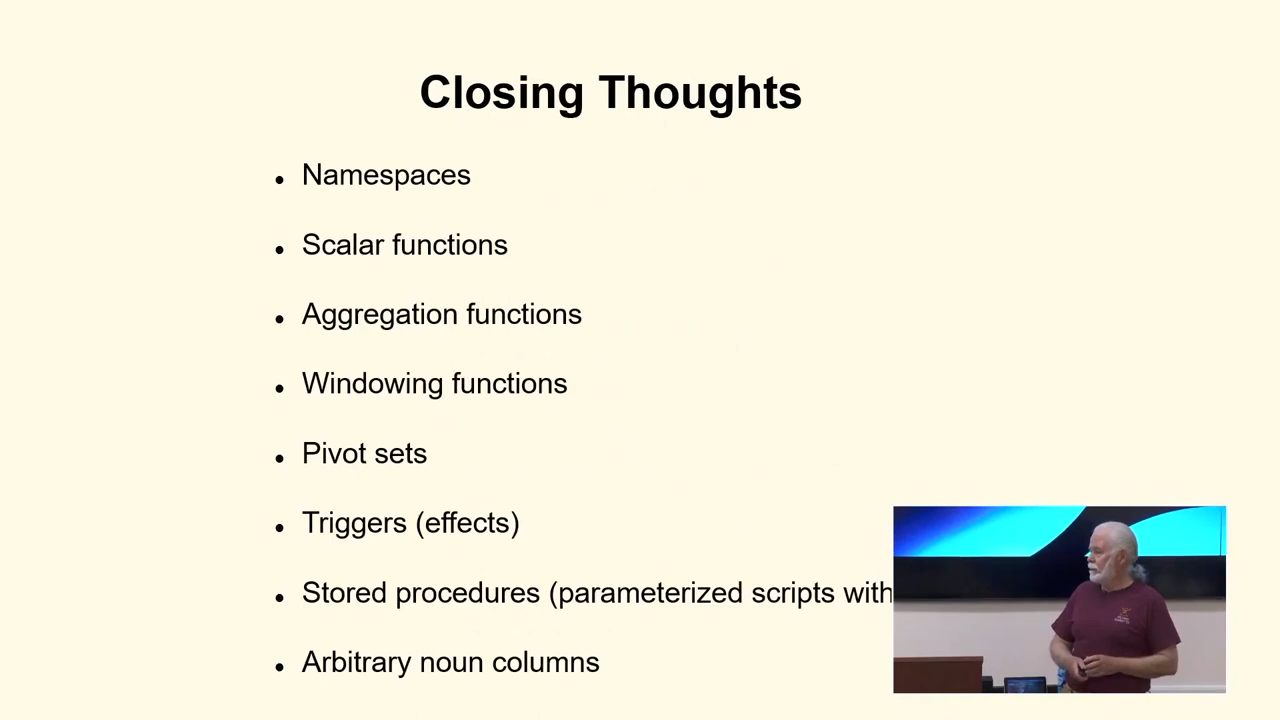 Closing Thoughts
Namespaces
Scalar functions
Aggregation functions
Windowing functions
Pivot sets
Triggers (effects)
Stored procedures (parameterized scripts with
Arbitrary noun columns